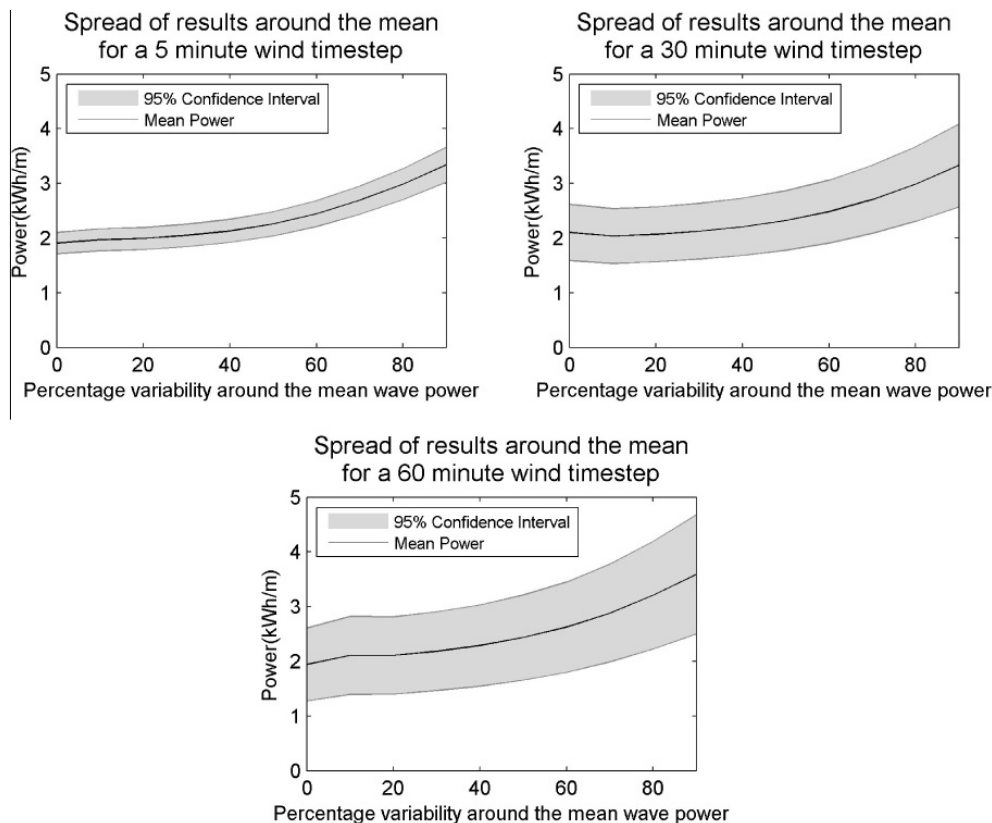 Spread of results around the mean
for a 5 minute wind timestep
5
4
3
2
1
0
Power(kWh/m)
95% Confidence Interval
Mean Power
0 20 40 60 80
Percentage variability around the mean wave power
Spread of results around the mean
for a 30 minute wind timestep
5
4
3
2
1
0
Power(kWh/m)
95% Confidence Interval
Mean Power
0 20 40 60 80
Percentage variability around the mean wave power
Spread of results around the mean
for a 60 minute wind timestep
5
4
3
2
1
0
Power(kWh/m)
95% Confidence Interval
Mean Power
0 20 40 60 80
Percentage variability around the mean wave power